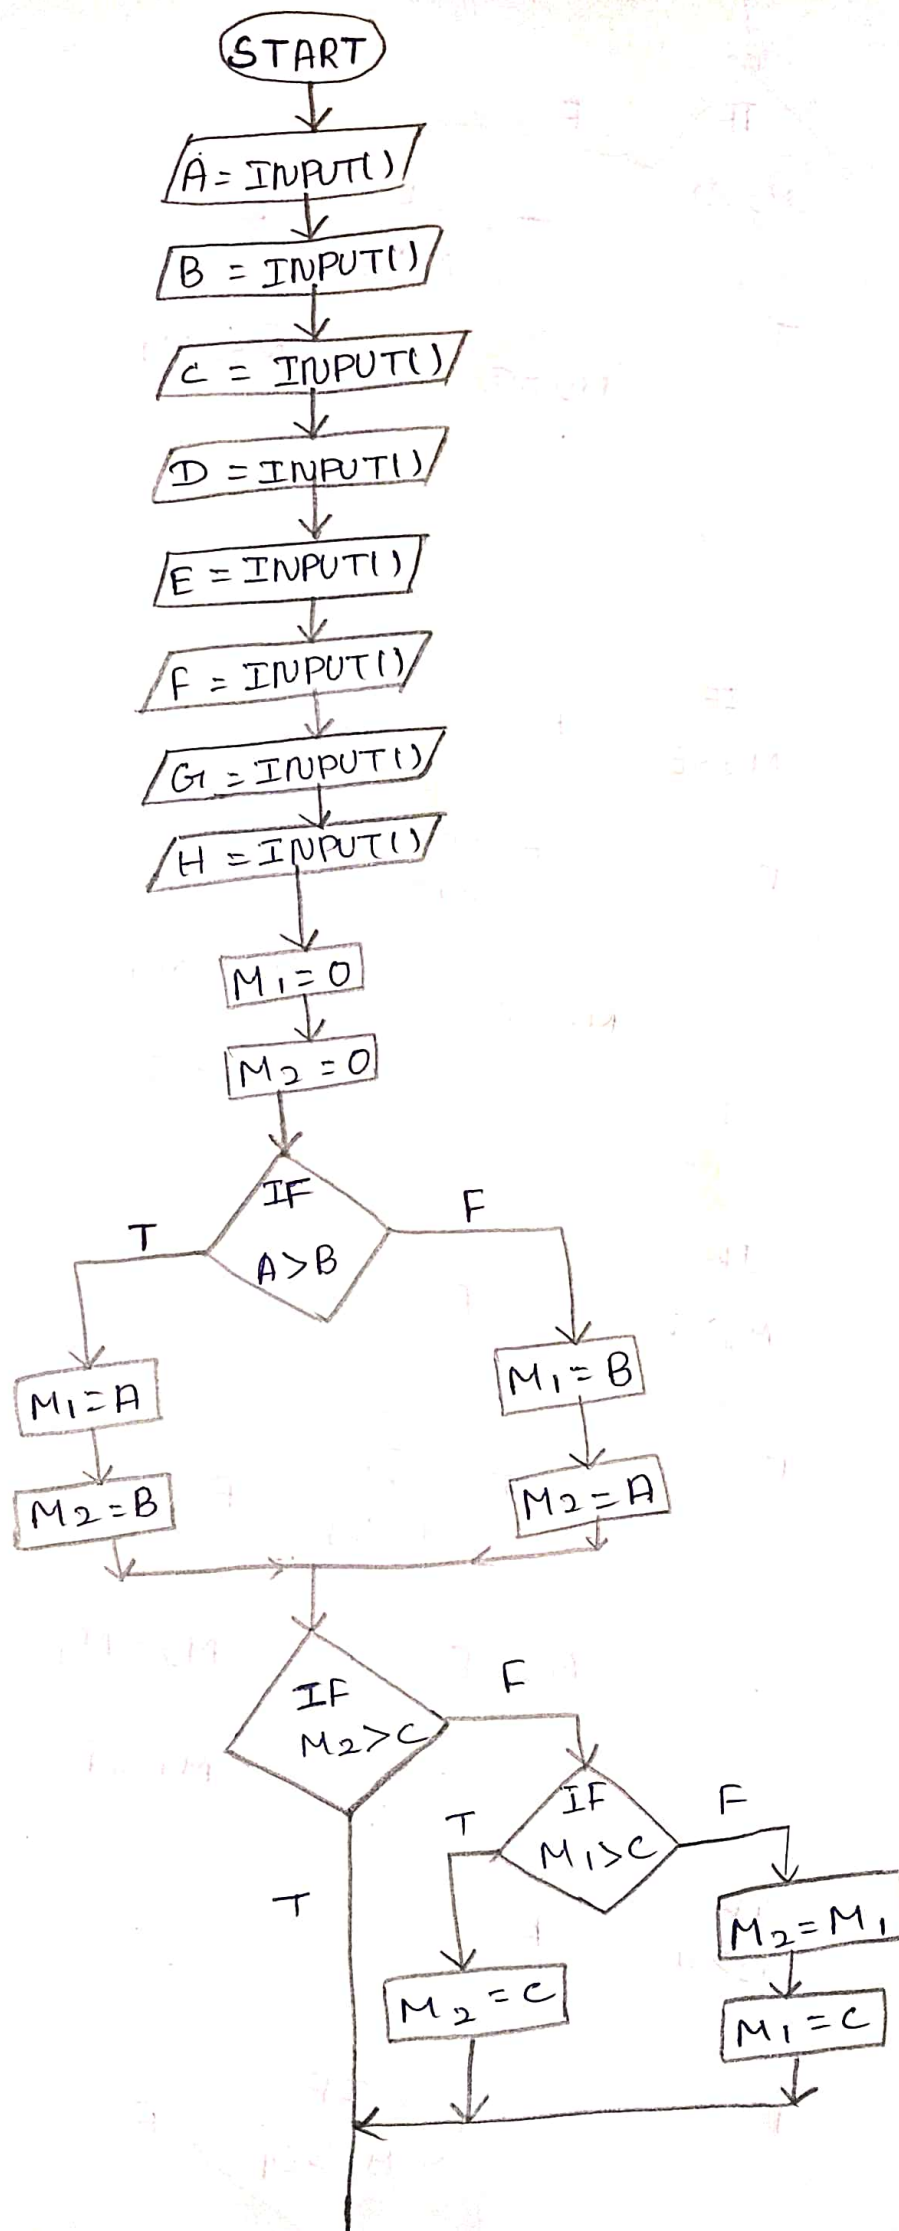 START
A = INPUT()
B = INPUT()
C = INPUT()
D = INPUT()
E = INPUT()
F = INPUT()
G = INPUT()
H = INPUT()
M1 = 0
M2 = 0
IF
A>B
T
F
M1 = A
M2 = B
M1 = B
M2 = A
IF
M2>C
F
T
IF
M1>C
T
F
M2 = C
M2 = M1
M1 = C